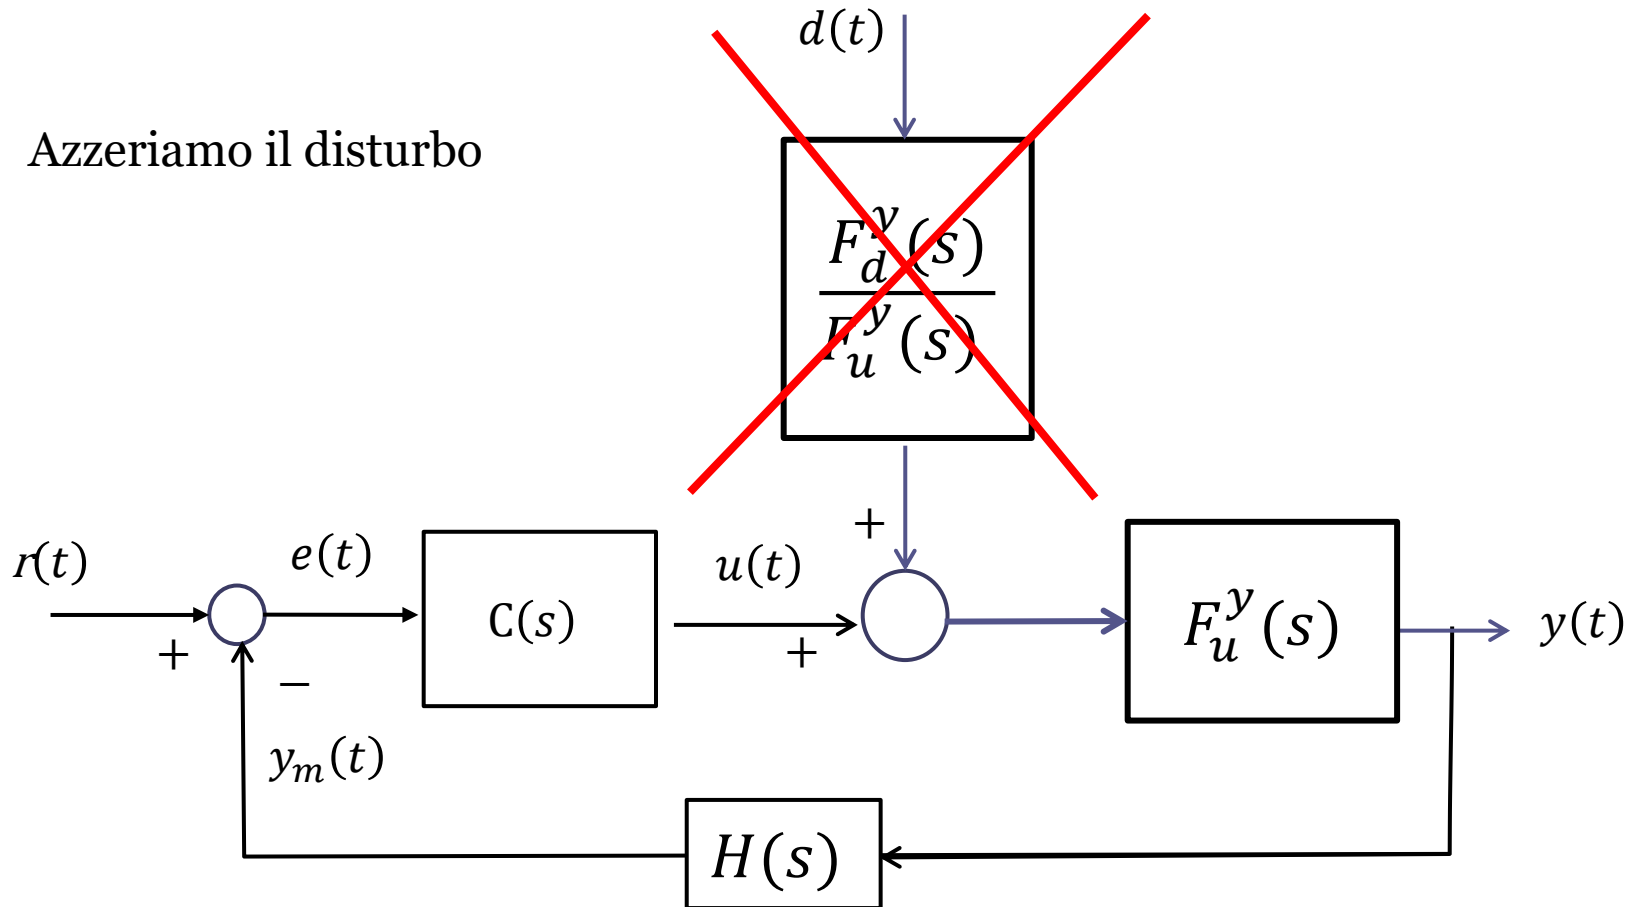 d(t)
Azzeriamo il disturbo
F_d^y(s)
F_u^y(s)
+
r(t)
e(t)
C(s)
u(t)
F_u^y(s)
y(t)
+
−
+
y_m(t)
H(s)